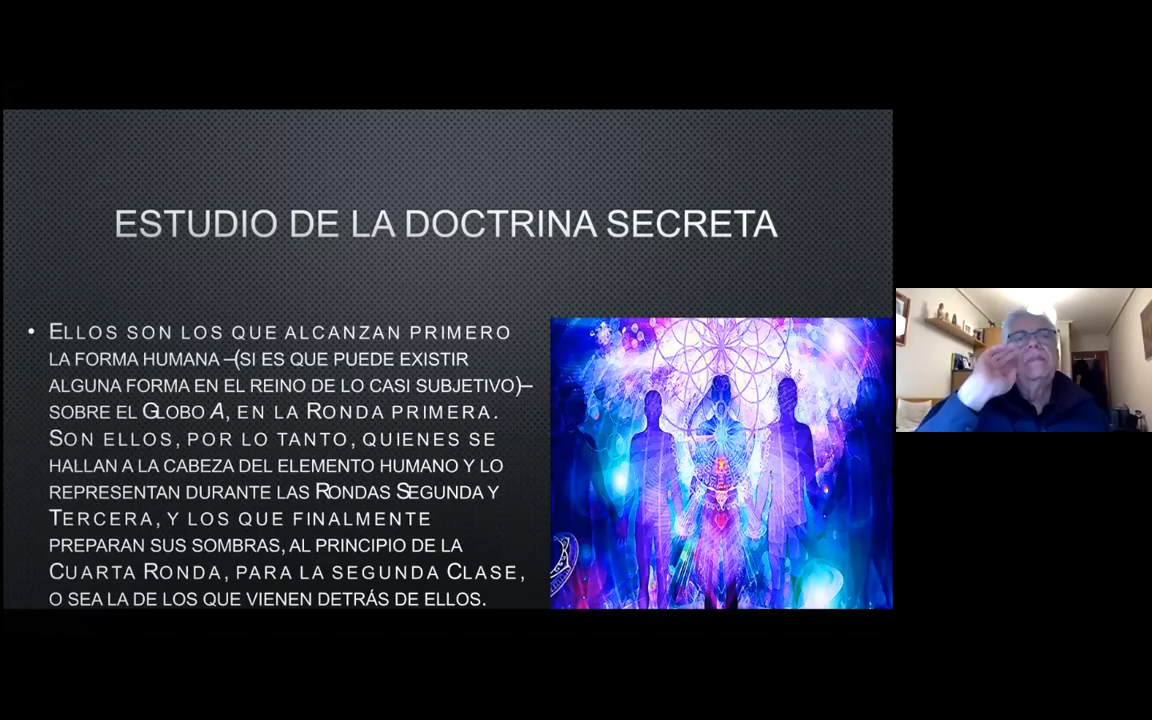 ESTUDIO DE LA DOCTRINA SECRETA
• ELLOS SON LOS QUE ALCANZAN PRIMERO
LA FORMA HUMANA –(SI ES QUE PUEDE EXISTIR
ALGUNA FORMA EN EL REINO DE LO CASI SUBJETIVO)–
SOBRE EL GLOBO A, EN LA RONDA PRIMERA.
SON ELLOS, POR LO TANTO, QUIENES SE
HALLAN A LA CABEZA DEL ELEMENTO HUMANO Y LO
REPRESENTAN DURANTE LAS RONDAS SEGUNDA Y
TERCERA, Y LOS QUE FINALMENTE
PREPARAN SUS SOMBRAS, AL PRINCIPIO DE LA
CUARTA RONDA, PARA LA SEGUNDA CLASE,
O SEA LA DE LOS QUE VIENEN DETRÁS DE ELLOS.